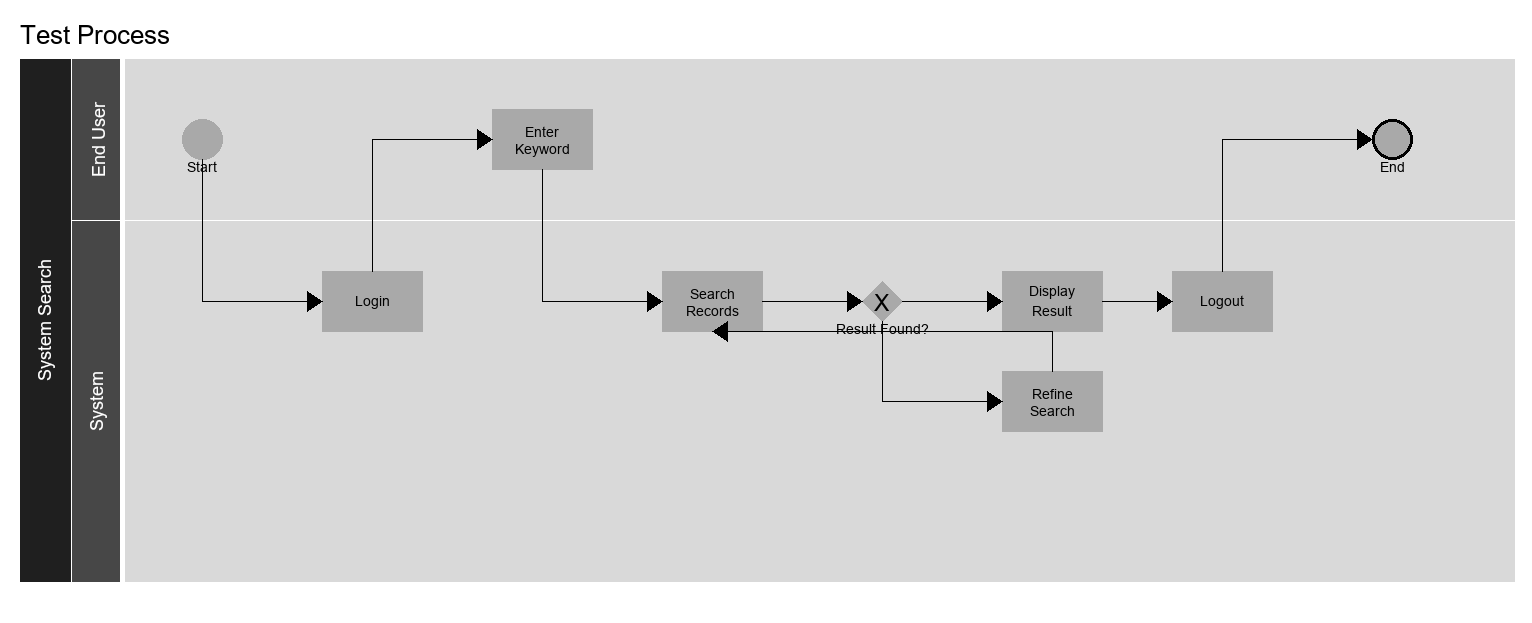 Test Process
System Search
End User
Start
Enter
Keyword
End
System
Login
Search
Records
X
Result Found?
Display
Result
Logout
Refine
Search